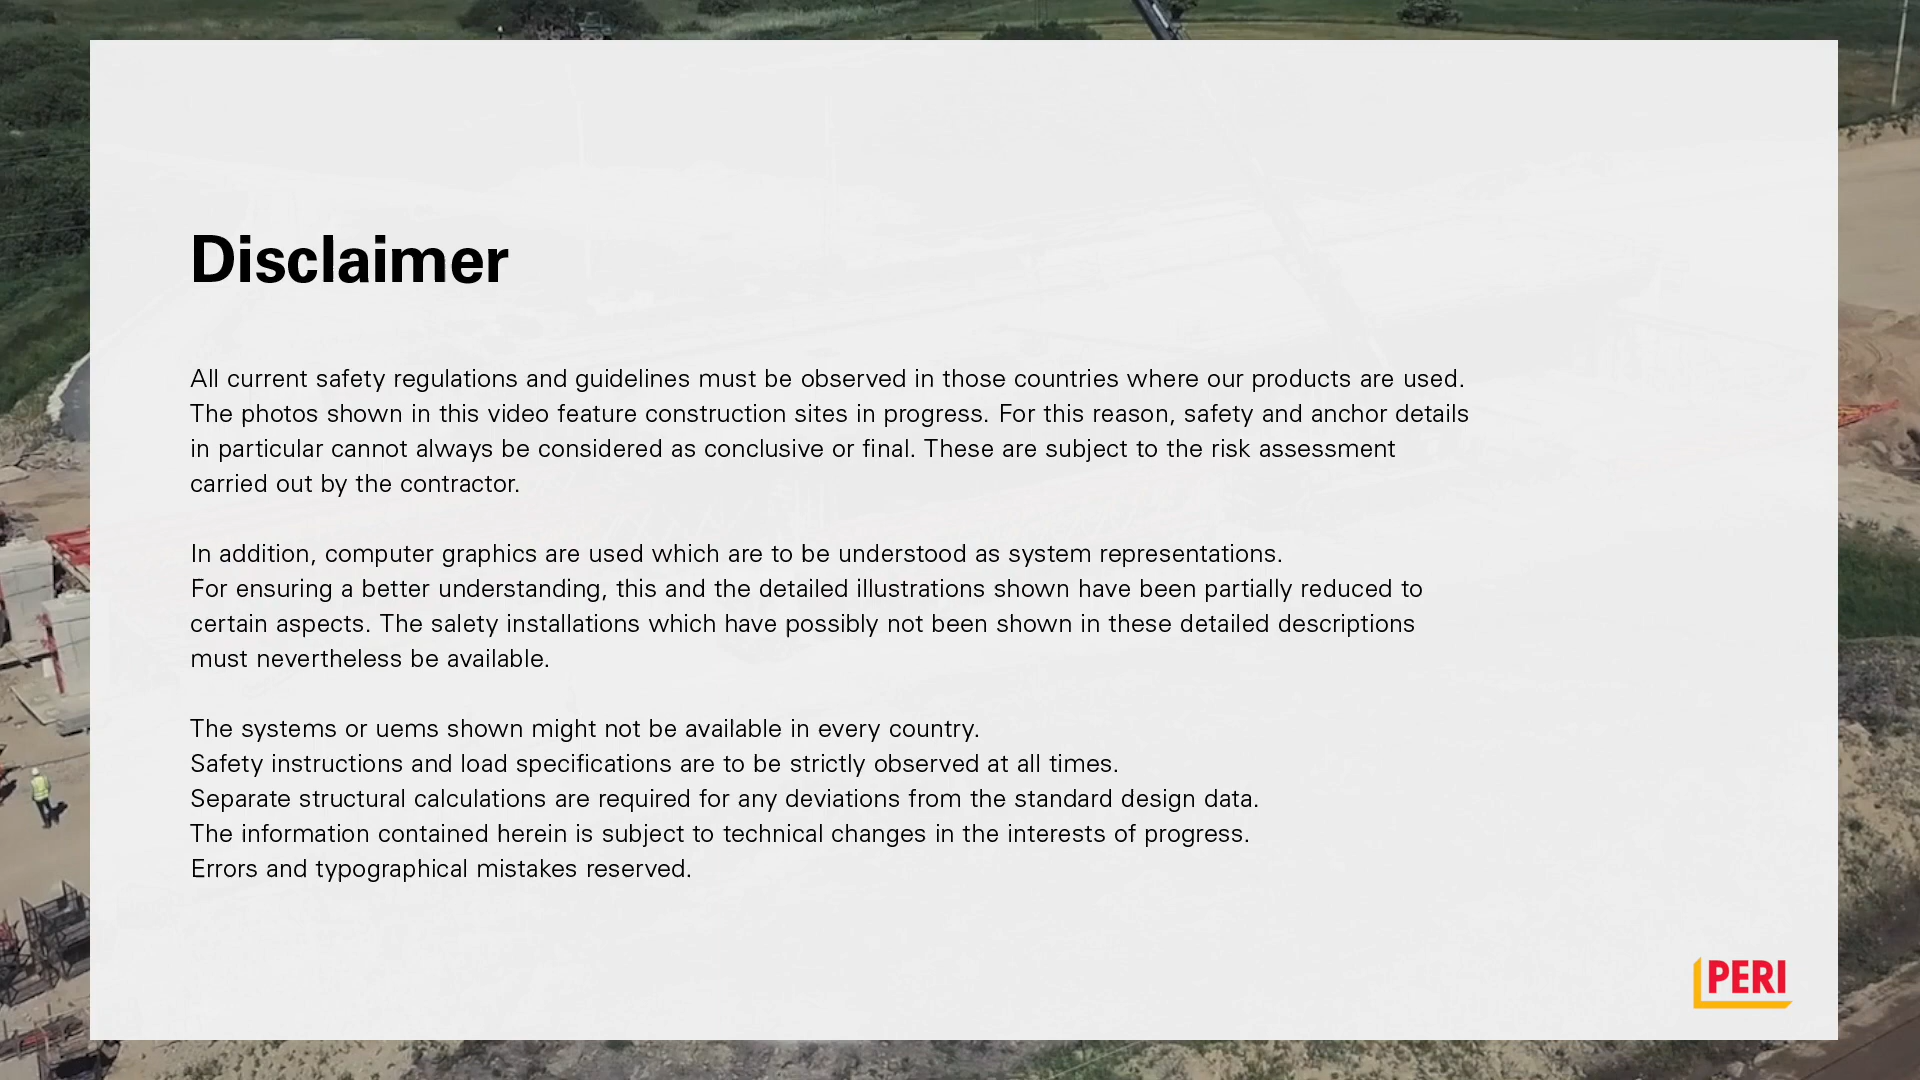 Disclaimer
All current safety regulations and guidelines must be observed in those countries where our products are used.
The photos shown in this video feature construction sites in progress. For this reason, safety and anchor details
in particular cannot always be considered as conclusive or final. These are subject to the risk assessment
carried out by the contractor.
In addition, computer graphics are used which are to be understood as system representations.
For ensuring a better understanding, this and the detailed illustrations shown have been partially reduced to
certain aspects. The salety installations which have possibly not been shown in these detailed descriptions
must nevertheless be available.
The systems or uems shown might not be available in every country.
Safety instructions and load specifications are to be strictly observed at all times.
Separate structural calculations are required for any deviations from the standard design data.
The information contained herein is subject to technical changes in the interests of progress.
Errors and typographical mistakes reserved.
PERI